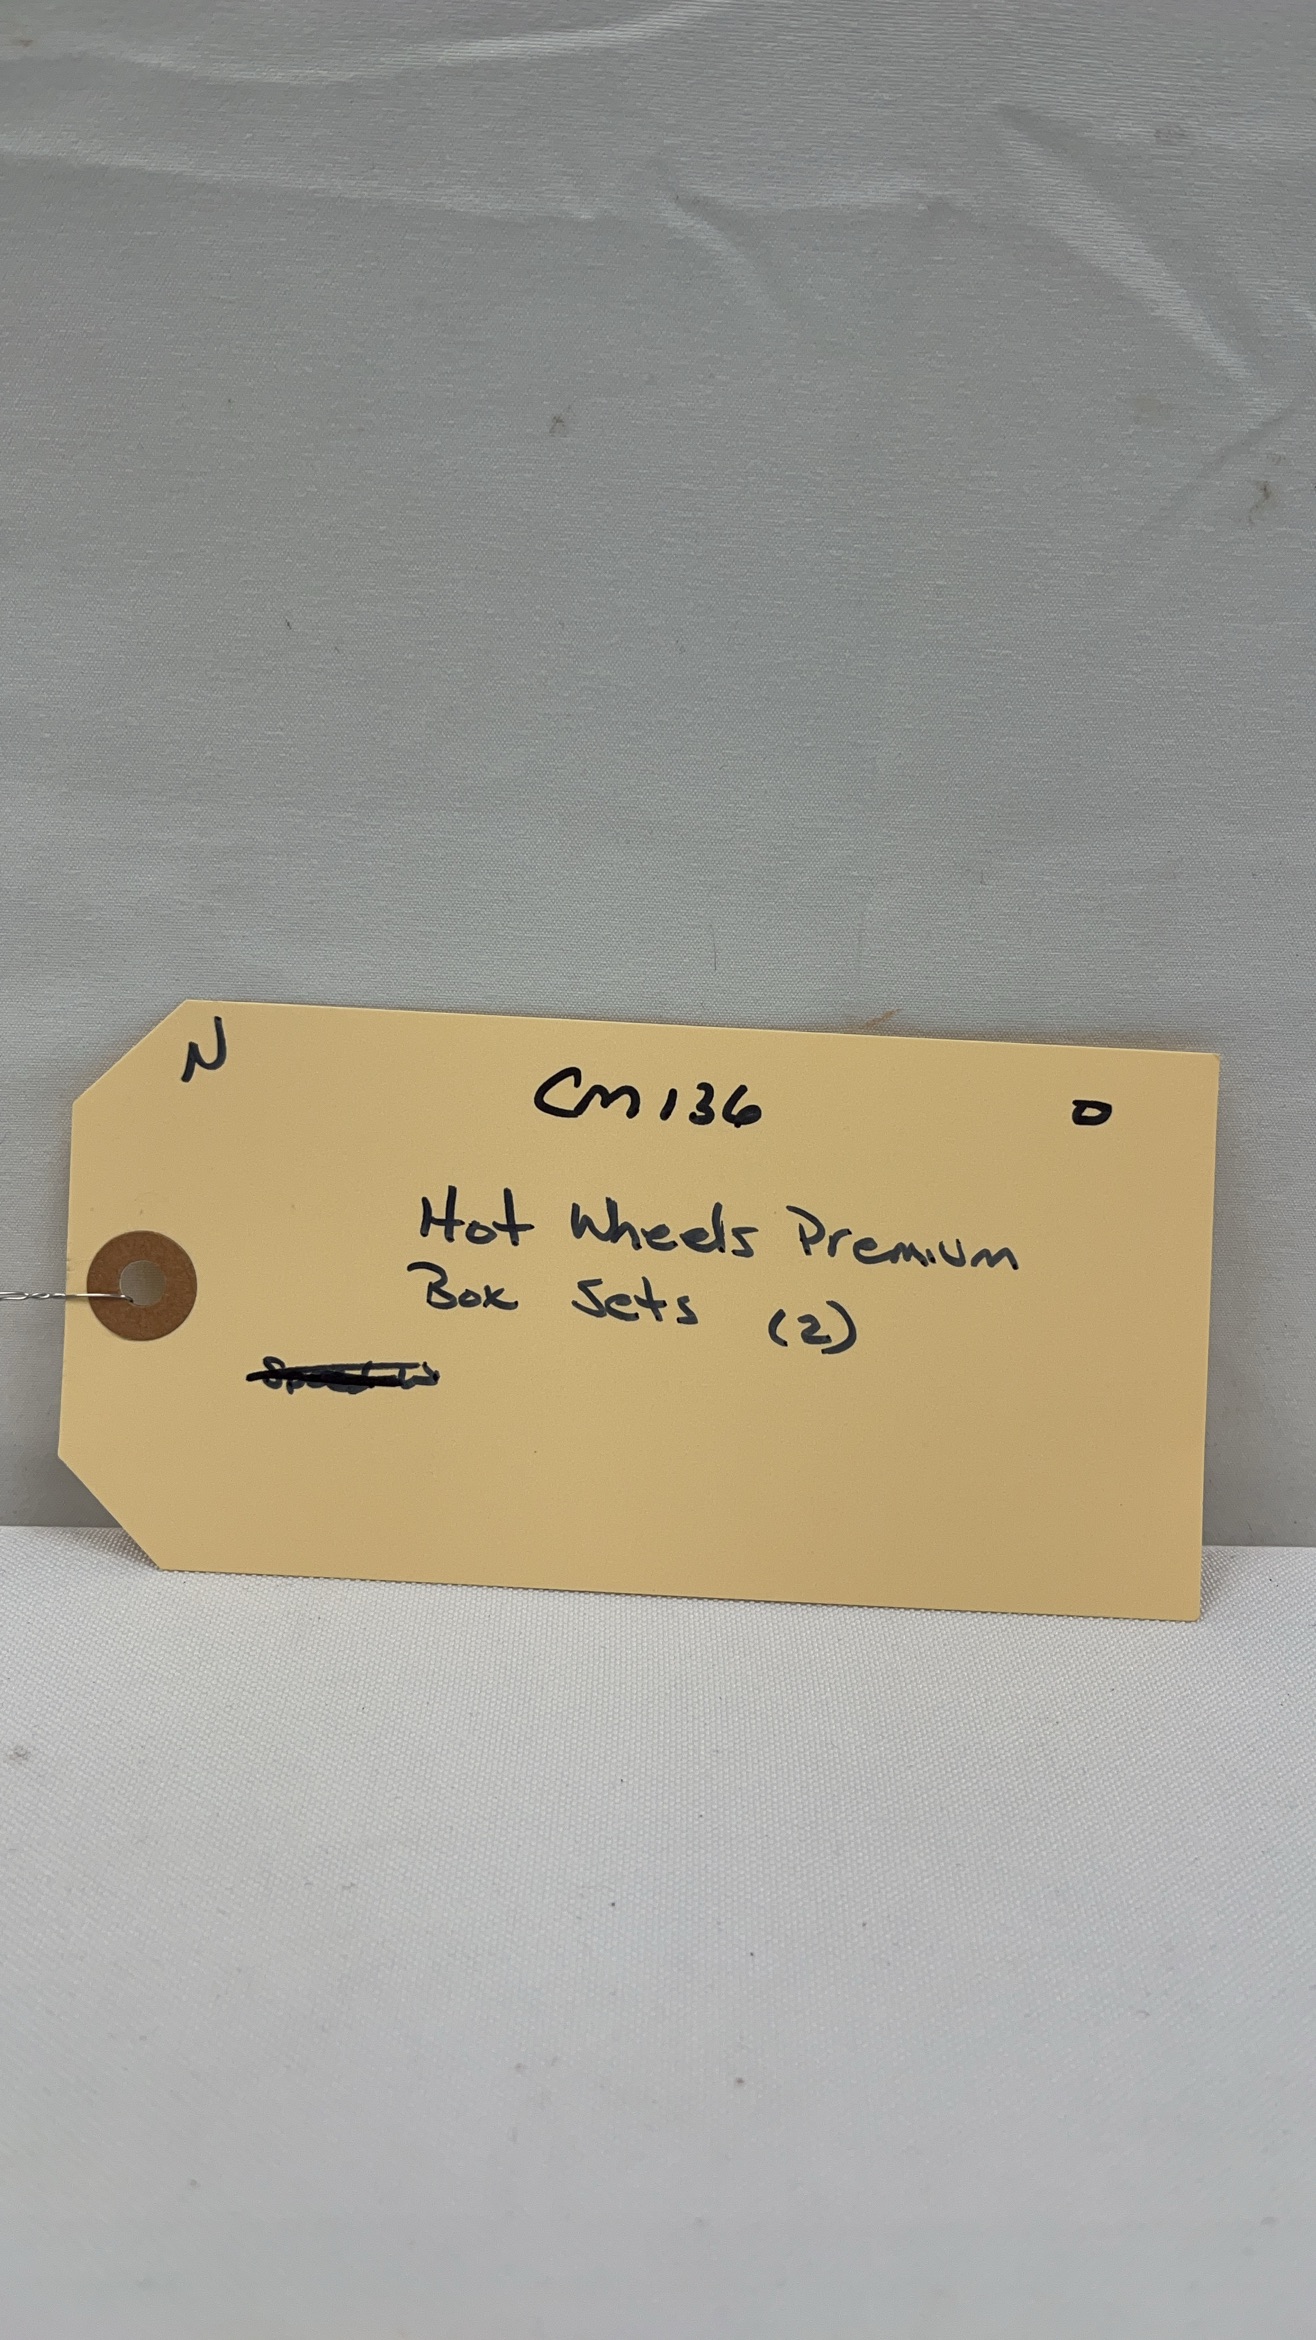 N CM136 O
Hot Wheels Premium
Box Sets (2)